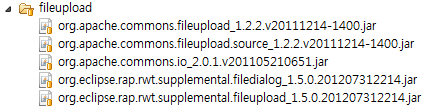 fileupload
org.apache.commons.fileupload_1.2.2.v20111214-1400.jar
org.apache.commons.fileupload.source_1.2.2.v20111214-1400.jar
org.apache.commons.io_2.0.1.v201105210651.jar
org.eclipse.rap.rwt.supplemental.filedialog_1.5.0.201207312214.jar
org.eclipse.rap.rwt.supplemental.fileupload_1.5.0.201207312214.jar